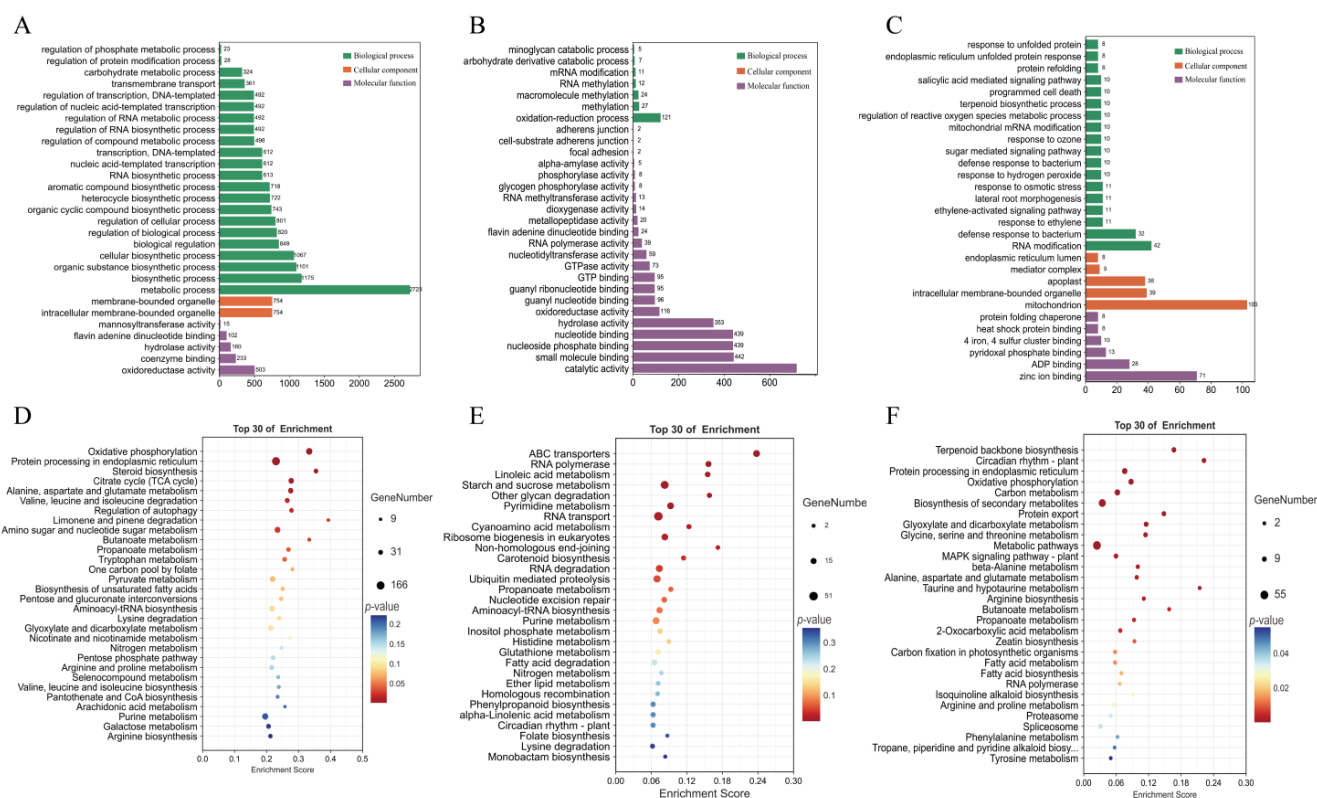 A
regulation of phosphate metabolic process 23
regulation of protein modification process 28
carbohydrate metabolic process 324
transmembrane transport 361
regulation of transcription, DNA-templated 492
regulation of nucleic acid-templated transcription 492
regulation of RNA metabolic process 492
regulation of RNA biosynthetic process 492
regulation of compound metabolic process 498
transcription, DNA-templated 612
nucleic acid-templated transcription 612
RNA biosynthetic process 613
aromatic compound biosynthetic process 718
heterocycle biosynthetic process 722
organic cyclic compound biosynthetic process 743
regulation of cellular process 801
regulation of biological process 820
biological regulation 849
cellular biosynthetic process 1067
organic substance biosynthetic process 1101
biosynthetic process 1175
metabolic process 2723
membrane-bounded organelle 754
intracellular membrane-bounded organelle 754
mannosyltransferase activity 15
flavin adenine dinucleotide binding 102
hydrolase activity 160
coenzyme binding 233
oxidoreductase activity 503
0 500 1000 1500 2000 2500
Biological process
Cellular component
Molecular function
B
minoglycan catabolic process 5
arbohydrate derivative catabolic process 7
mRNA modification 11
RNA methylation 12
macromolecule methylation 24
methylation 27
oxidation-reduction process 121
adherens junction 2
cell-substrate adherens junction 2
focal adhesion 2
alpha-amylase activity 5
phosphorylase activity 8
glycogen phosphorylase activity 8
RNA methyltransferase activity 13
dioxygenase activity 14
metallopeptidase activity 20
flavin adenine dinucleotide binding 24
RNA polymerase activity 39
nucleotidyltransferase activity 59
GTPase activity 73
GTP binding 95
guanyl ribonucleotide binding 95
guanyl nucleotide binding 96
oxidoreductase activity 116
hydrolase activity 353
nucleotide binding 439
nucleoside phosphate binding 439
small molecule binding 442
catalytic activity
0 200 400 600
Biological process
Cellular component
Molecular function
C
response to unfolded protein 8
endoplasmic reticulum unfolded protein response 8
protein refolding 8
salicylic acid mediated signaling pathway 10
programmed cell death 10
terpenoid biosynthetic process 10
regulation of reactive oxygen species metabolic process 10
mitochondrial mRNA modification 10
response to ozone 10
sugar mediated signaling pathway 10
defense response to bacterium 10
response to hydrogen peroxide 10
response to osmotic stress 11
lateral root morphogenesis 11
ethylene-activated signaling pathway 11
response to ethylene 11
defense response to bacterium 32
RNA modification 42
endoplasmic reticulum lumen 8
mediator complex 9
apoplast 38
intracellular membrane-bounded organelle 39
mitochondrion 103
protein folding chaperone 8
heat shock protein binding 8
4 iron, 4 sulfur cluster binding 10
pyridoxal phosphate binding 13
ADP binding 28
zinc ion binding 71
0 20 40 60 80 100
Biological process
Cellular component
Molecular function
D
Top 30 of Enrichment
Oxidative phosphorylation
Protein processing in endoplasmic reticulum
Steroid biosynthesis
Citrate cycle (TCA cycle)
Alanine, aspartate and glutamate metabolism
Valine, leucine and isoleucine degradation
Regulation of autophagy
Limonene and pinene degradation
Amino sugar and nucleotide sugar metabolism
Butanoate metabolism
Propanoate metabolism
Tryptophan metabolism
One carbon pool by folate
Pyruvate metabolism
Biosynthesis of unsaturated fatty acids
Pentose and glucuronate interconversions
Aminoacyl-tRNA biosynthesis
Lysine degradation
Glyoxylate and dicarboxylate metabolism
Nicotinate and nicotinamide metabolism
Nitrogen metabolism
Pentose phosphate pathway
Arginine and proline metabolism
Selenocompound metabolism
Valine, leucine and isoleucine biosynthesis
Pantothenate and CoA biosynthesis
Arachidonic acid metabolism
Purine metabolism
Galactose metabolism
Arginine biosynthesis
0.0 0.1 0.2 0.3 0.4 0.5
Enrichment Score
GeneNumber
9
31
166
p-value
0.2
0.15
0.1
0.05
E
Top 30 of Enrichment
ABC transporters
RNA polymerase
Linoleic acid metabolism
Starch and sucrose metabolism
Other glycan degradation
Pyrimidine metabolism
RNA transport
Cyanoamino acid metabolism
Ribosome biogenesis in eukaryotes
Non-homologous end-joining
Carotenoid biosynthesis
RNA degradation
Ubiquitin mediated proteolysis
Propanoate metabolism
Nucleotide excision repair
Aminoacyl-tRNA biosynthesis
Purine metabolism
Inositol phosphate metabolism
Histidine metabolism
Glutathione metabolism
Fatty acid degradation
Nitrogen metabolism
Ether lipid metabolism
Homologous recombination
Phenylpropanoid biosynthesis
alpha-Linolenic acid metabolism
Circadian rhythm - plant
Folate biosynthesis
Lysine degradation
Monobactam biosynthesis
0.00 0.06 0.12 0.18 0.24 0.30
Enrichment Score
GeneNumber
2
15
51
p-value
0.3
0.2
0.1
F
Top 30 of Enrichment
Terpenoid backbone biosynthesis
Circadian rhythm - plant
Protein processing in endoplasmic reticulum
Oxidative phosphorylation
Carbon metabolism
Biosynthesis of secondary metabolites
Protein export
Glyoxylate and dicarboxylate metabolism
Glycine, serine and threonine metabolism
Metabolic pathways
MAPK signaling pathway - plant
beta-Alanine metabolism
Alanine, aspartate and glutamate metabolism
Taurine and hypotaurine metabolism
Arginine biosynthesis
Butanoate metabolism
Propanoate metabolism
2-Oxocarboxylic acid metabolism
Zeatin biosynthesis
Carbon fixation in photosynthetic organisms
Fatty acid metabolism
Fatty acid biosynthesis
RNA polymerase
Isoquinoline alkaloid biosynthesis
Arginine and proline metabolism
Proteasome
Spliceosome
Phenylalanine metabolism
Tropane, piperidine and pyridine alkaloid biosy...
Tyrosine metabolism
0.00 0.06 0.12 0.18 0.24 0.30
Enrichment Score
GeneNumber
2
9
55
p-value
0.04
0.02